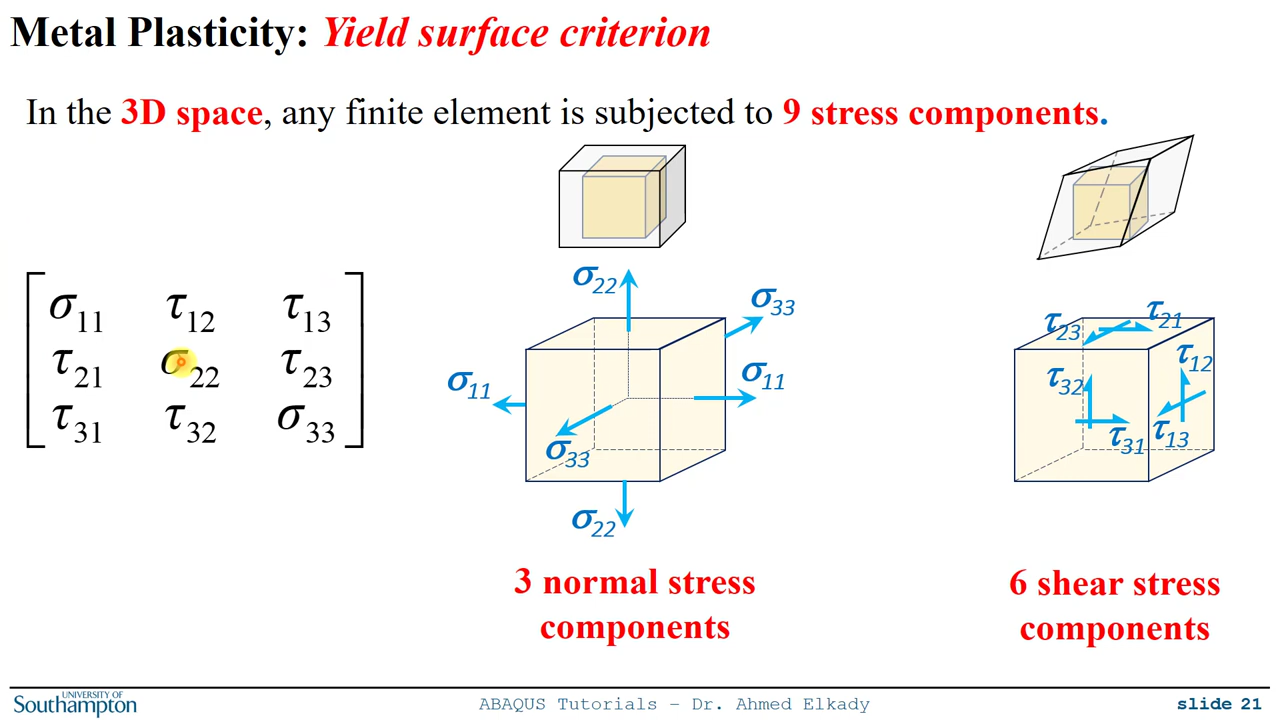 Metal Plasticity: Yield surface criterion
In the 3D space, any finite element is subjected to 9 stress components.
σ11 τ12 τ13
τ21 σ22 τ23
τ31 τ32 σ33
σ22
σ33
σ11
σ11
σ33
σ22
τ23
τ21
τ12
τ32
τ31
τ13
3 normal stress
components
6 shear stress
components
UNIVERSITY OF
Southampton
ABAQUS Tutorials – Dr. Ahmed Elkady
slide 21